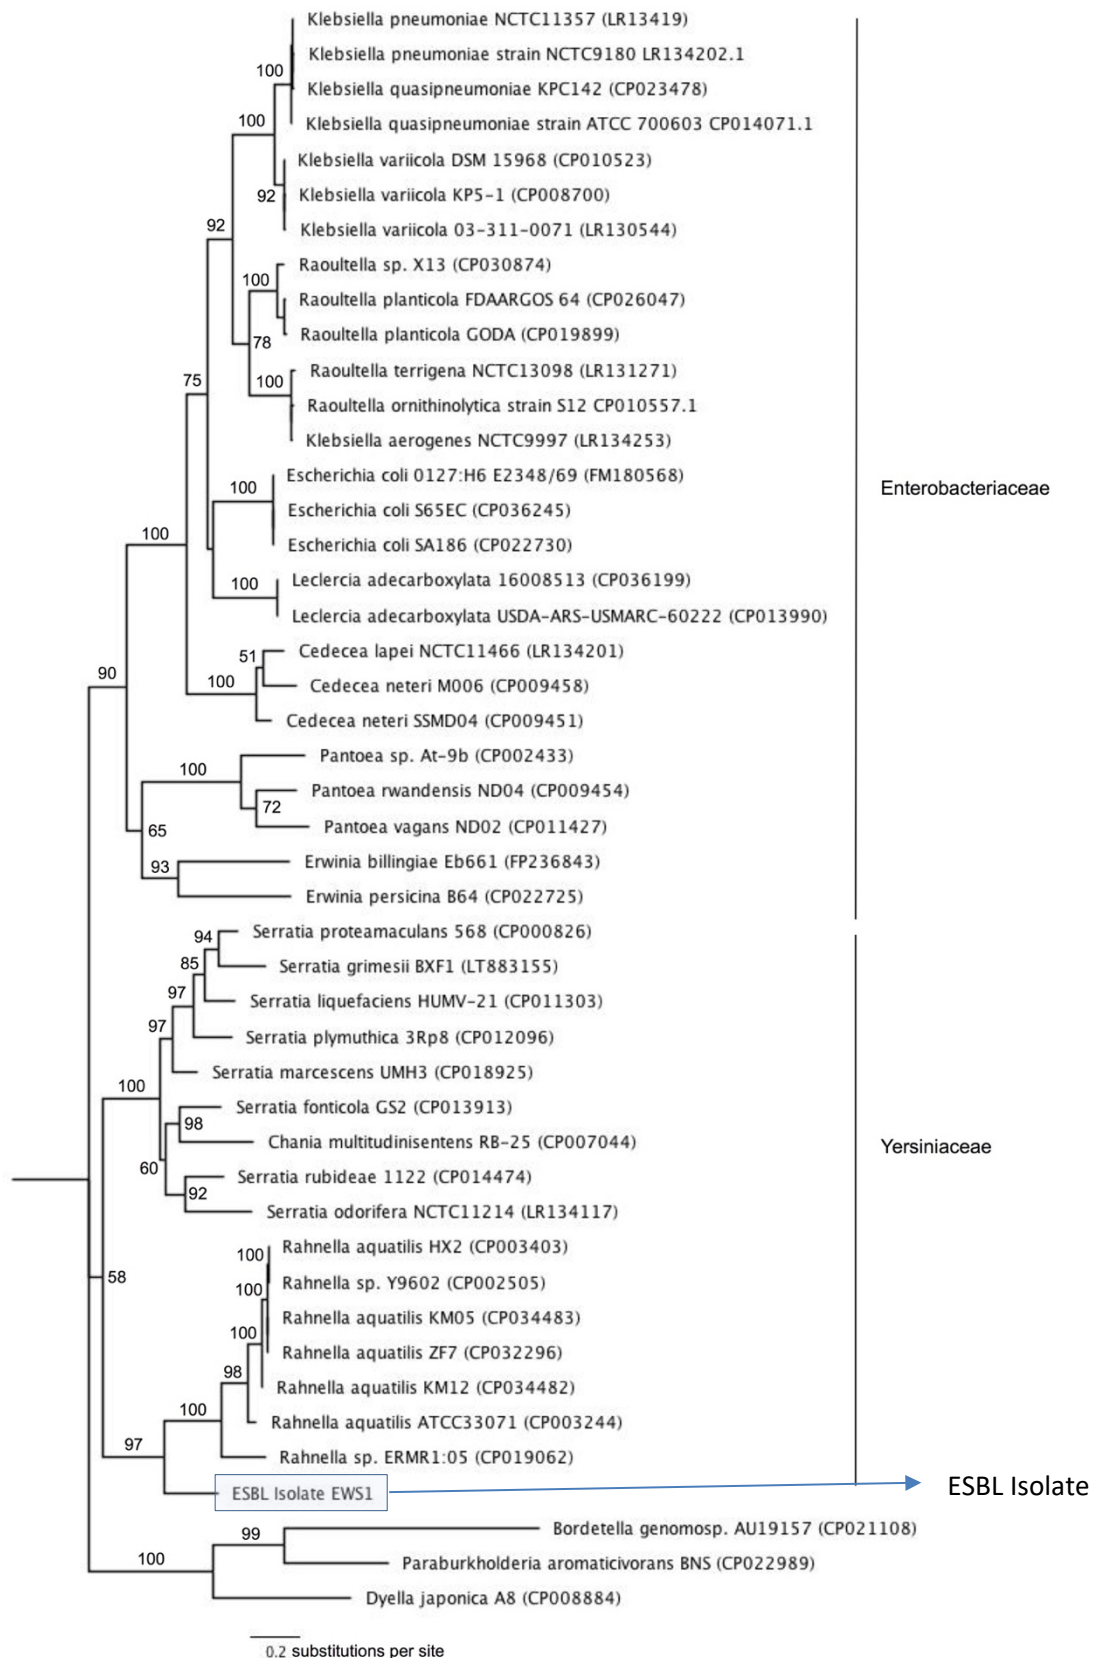 Klebsiella pneumoniae NCTC11357 (LR13419)
Klebsiella pneumoniae strain NCTC9180 LR134202.1
100
Klebsiella quasipneumoniae KPC142 (CP023478)
100
Klebsiella quasipneumoniae strain ATCC 700603 CP014071.1
Klebsiella variicola DSM 15968 (CP010523)
92
Klebsiella variicola KP5-1 (CP008700)
92
Klebsiella variicola 03-311-0071 (LR130544)
Raoultella sp. X13 (CP030874)
100
Raoultella planticola FDAARGOS 64 (CP026047)
Raoultella planticola GODA (CP019899)
78
Raoultella terrigena NCTC13098 (LR131271)
75
100
Raoultella ornithinolytica strain S12 CP010557.1
Klebsiella aerogenes NCTC9997 (LR134253)
Escherichia coli 0127:H6 E2348/69 (FM180568)
100
Enterobacteriaceae
Escherichia coli S65EC (CP036245)
100
Escherichia coli SA186 (CP022730)
100
Leclercia adecarboxylata 16008513 (CP036199)
Leclercia adecarboxylata USDA-ARS-USMARC-60222 (CP013990)
51
Cedecea lapei NCTC11466 (LR134201)
90
100
Cedecea neteri M006 (CP009458)
Cedecea neteri SSMD04 (CP009451)
Pantoea sp. At-9b (CP002433)
100
Pantoea rwandensis ND04 (CP009454)
72
Pantoea vagans ND02 (CP011427)
65
93
Erwinia billingiae Eb661 (FP236843)
Erwinia persicina B64 (CP022725)
94
Serratia proteamaculans 568 (CP000826)
85
Serratia grimesii BXF1 (LT883155)
97
Serratia liquefaciens HUMV-21 (CP011303)
97
Serratia plymuthica 3Rp8 (CP012096)
Serratia marcescens UMH3 (CP018925)
100
Serratia fonticola GS2 (CP013913)
98
Chania multitudinisentens RB-25 (CP007044)
Yersiniaceae
60
Serratia rubideae 1122 (CP014474)
92
Serratia odorifera NCTC11214 (LR134117)
Rahnella aquatilis HX2 (CP003403)
100
58
Rahnella sp. Y9602 (CP002505)
100
Rahnella aquatilis KM05 (CP034483)
100
Rahnella aquatilis ZF7 (CP032296)
98
Rahnella aquatilis KM12 (CP034482)
100
Rahnella aquatilis ATCC33071 (CP003244)
97
Rahnella sp. ERMR1:05 (CP019062)
ESBL Isolate EWS1
ESBL Isolate
99
Bordetella genomosp. AU19157 (CP021108)
100
Paraburkholderia aromaticivorans BNS (CP022989)
Dyella japonica A8 (CP008884)
0.2 substitutions per site